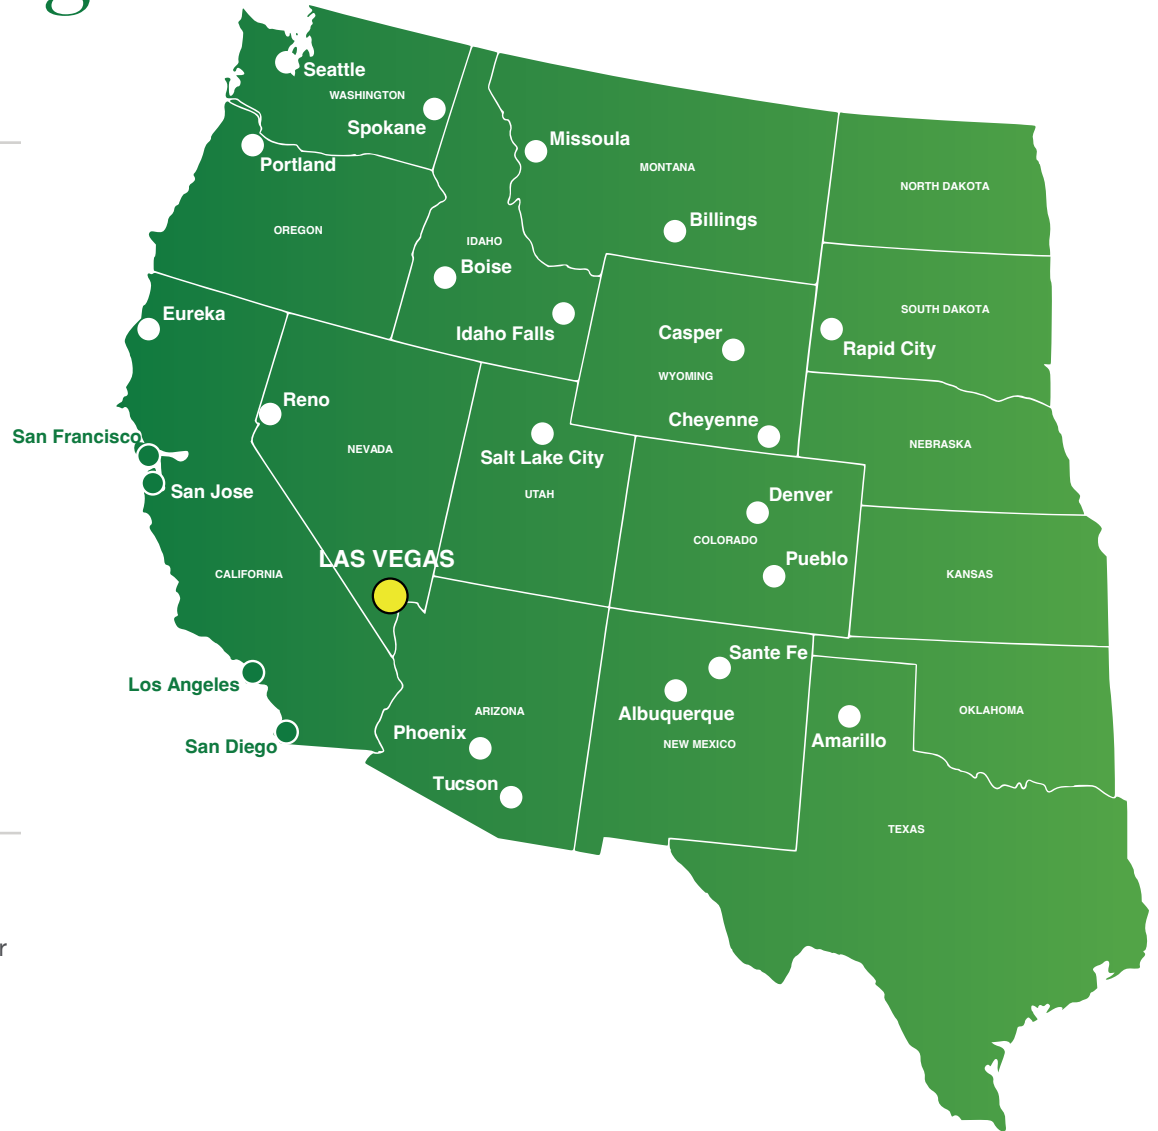 g
Seattle
WASHINGTON
Spokane
Missoula
Portland
MONTANA
NORTH DAKOTA
Billings
OREGON
IDAHO
Boise
Eureka
SOUTH DAKOTA
Idaho Falls
Casper
Rapid City
WYOMING
Reno
Cheyenne
San Francisco
NEVADA
NEBRASKA
Salt Lake City
San Jose
UTAH
Denver
COLORADO
LAS VEGAS
Pueblo
CALIFORNIA
KANSAS
Sante Fe
Los Angeles
ARIZONA
Albuquerque
OKLAHOMA
Phoenix
NEW MEXICO
Amarillo
San Diego
Tucson
TEXAS
r